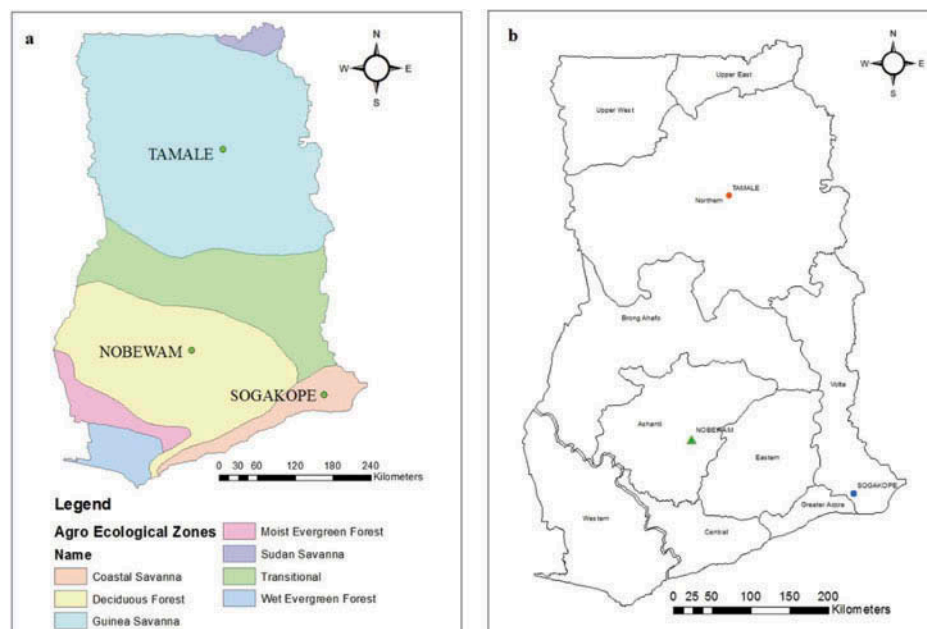 a
N
W E
S
TAMALE
NOBEWAM
SOGAKOPE
0 30 60 120 180 240
Kilometers
Legend
Agro Ecological Zones
Name
Coastal Savanna
Deciduous Forest
Guinea Savanna
Moist Evergreen Forest
Sudan Savanna
Transitional
Wet Evergreen Forest
b
N
W E
S
Upper East
Upper West
TAMALE
Northern
Brong Ahafo
Volta
Ashanti
NOBEWAM
Eastern
SOGAKOPE
Greater Accra
Western
Central
0 25 50 100 150 200
Kilometers